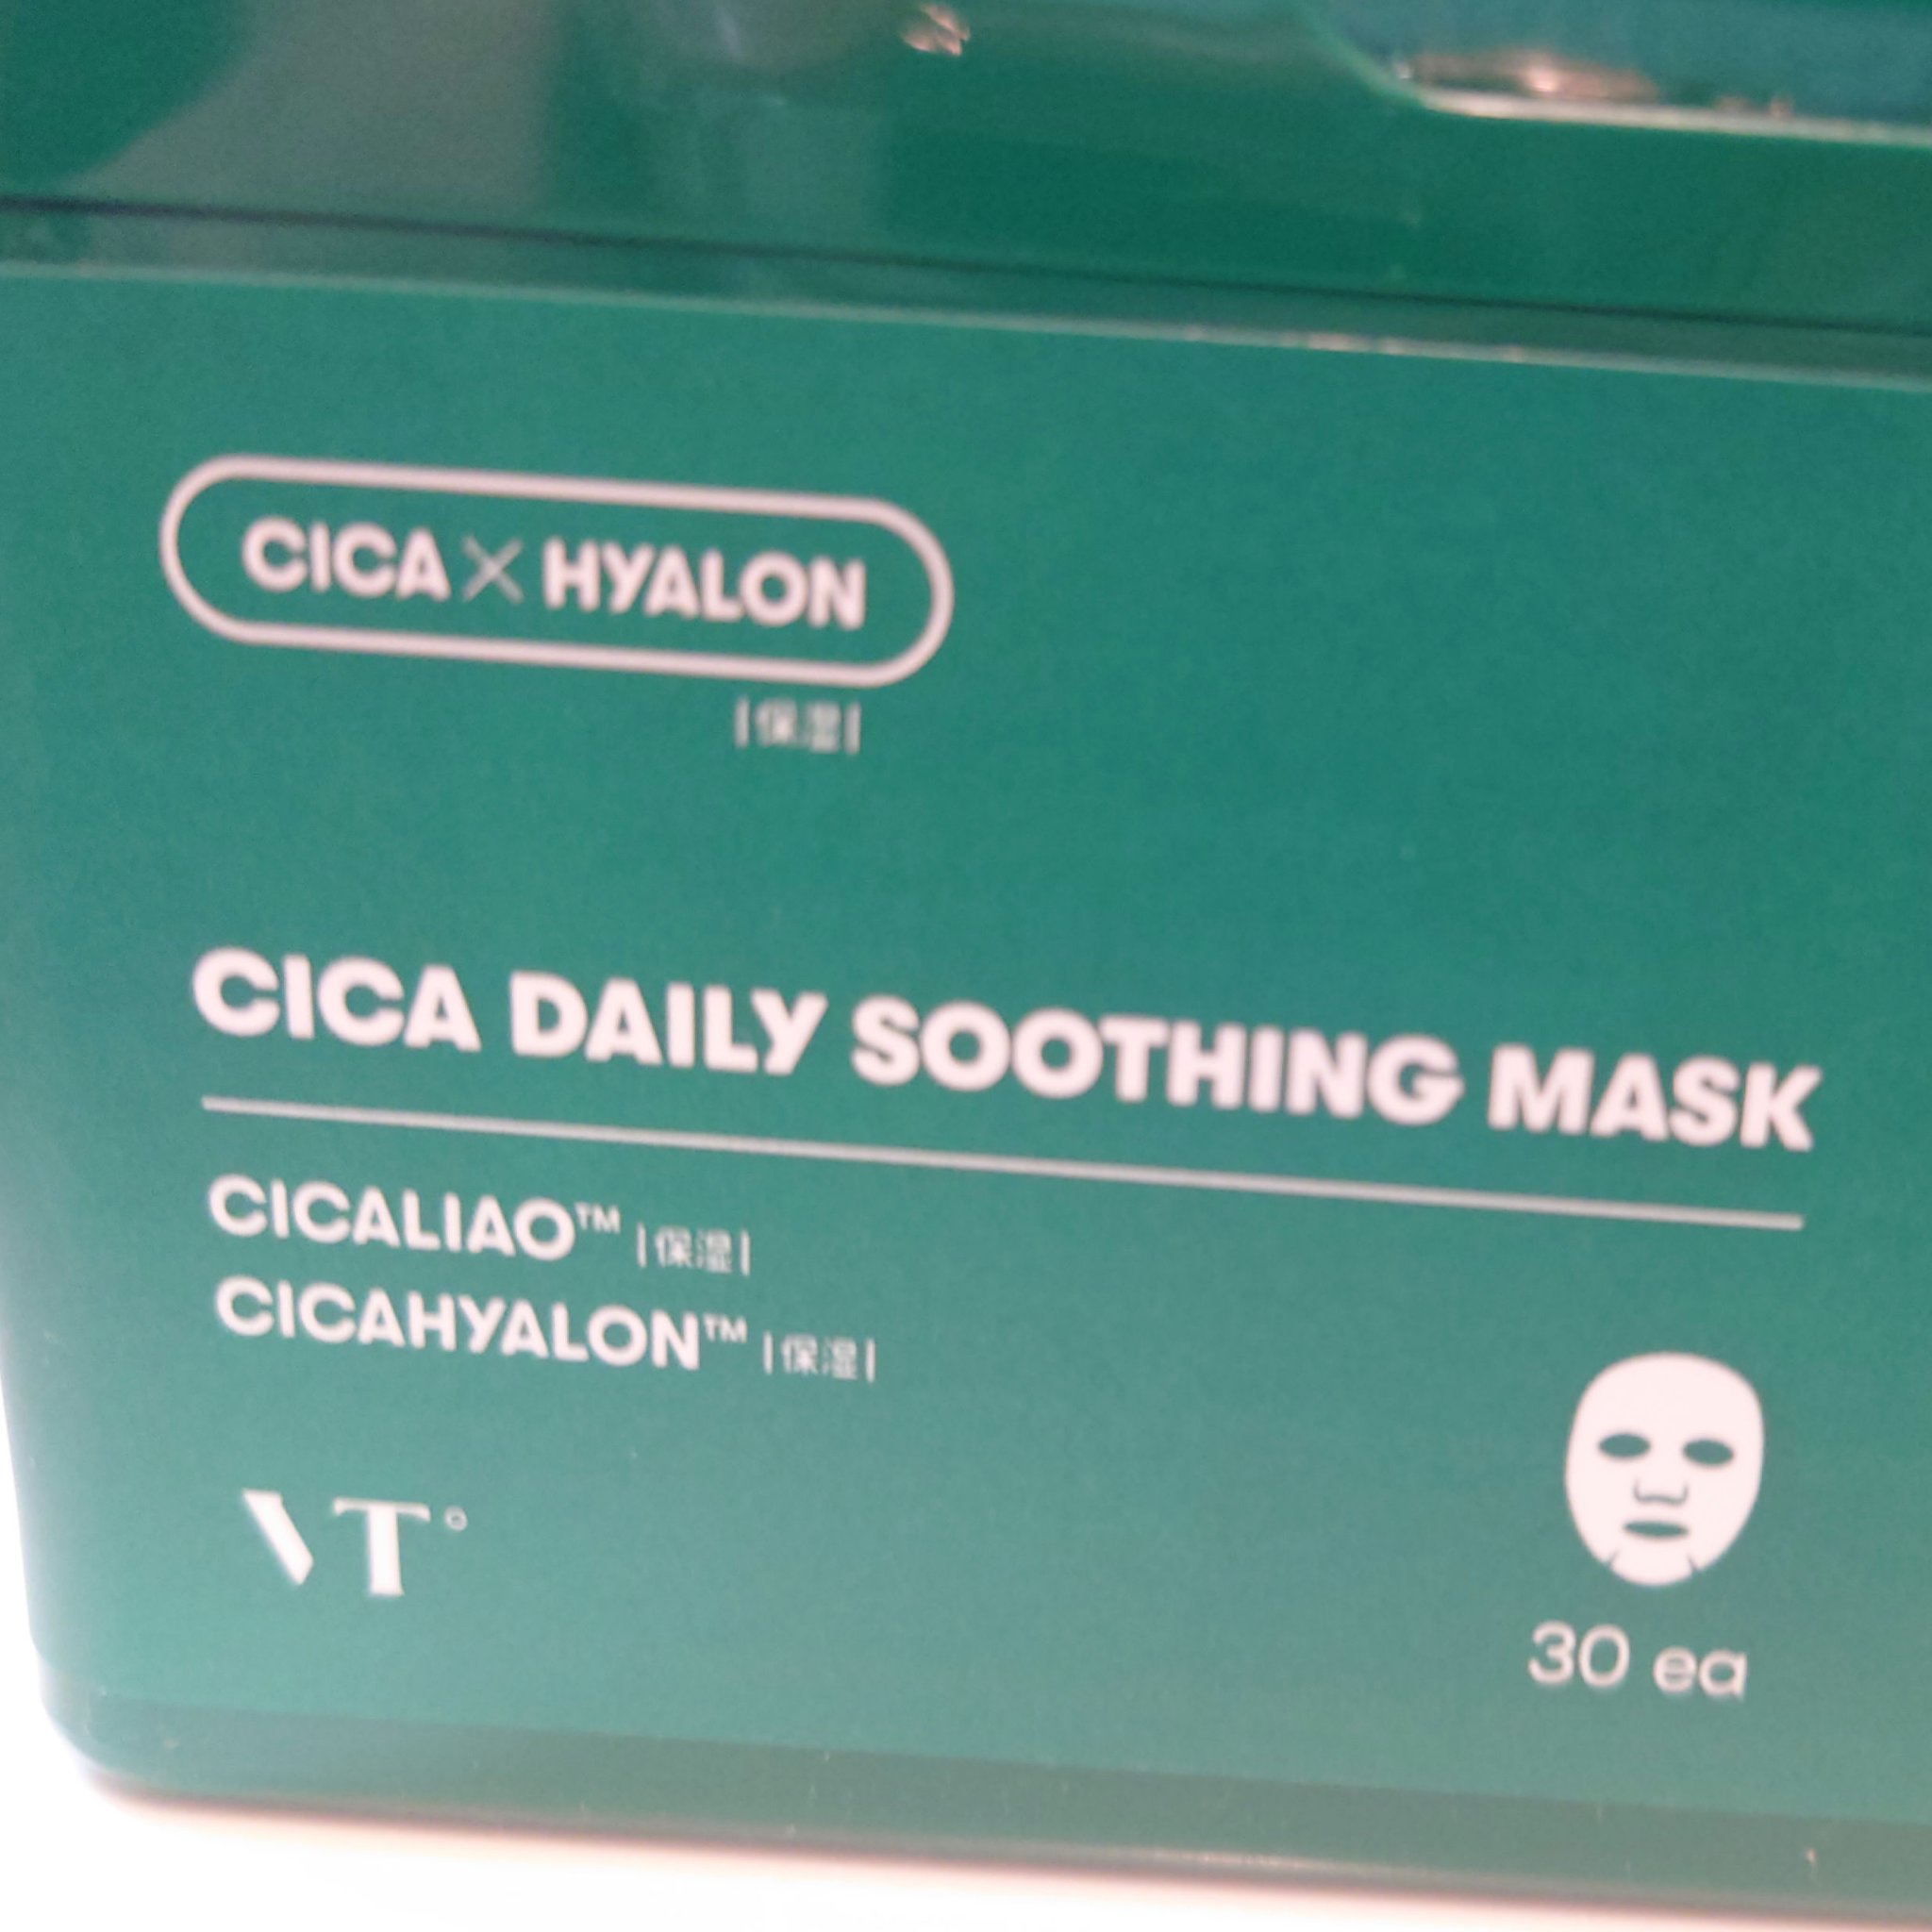 CICA×HYALON
|保湿|
CICA DAILY SOOTHING MASK
CICALIAO™ |保湿|
CICAHYALON™ |保湿|
VT
30 ea